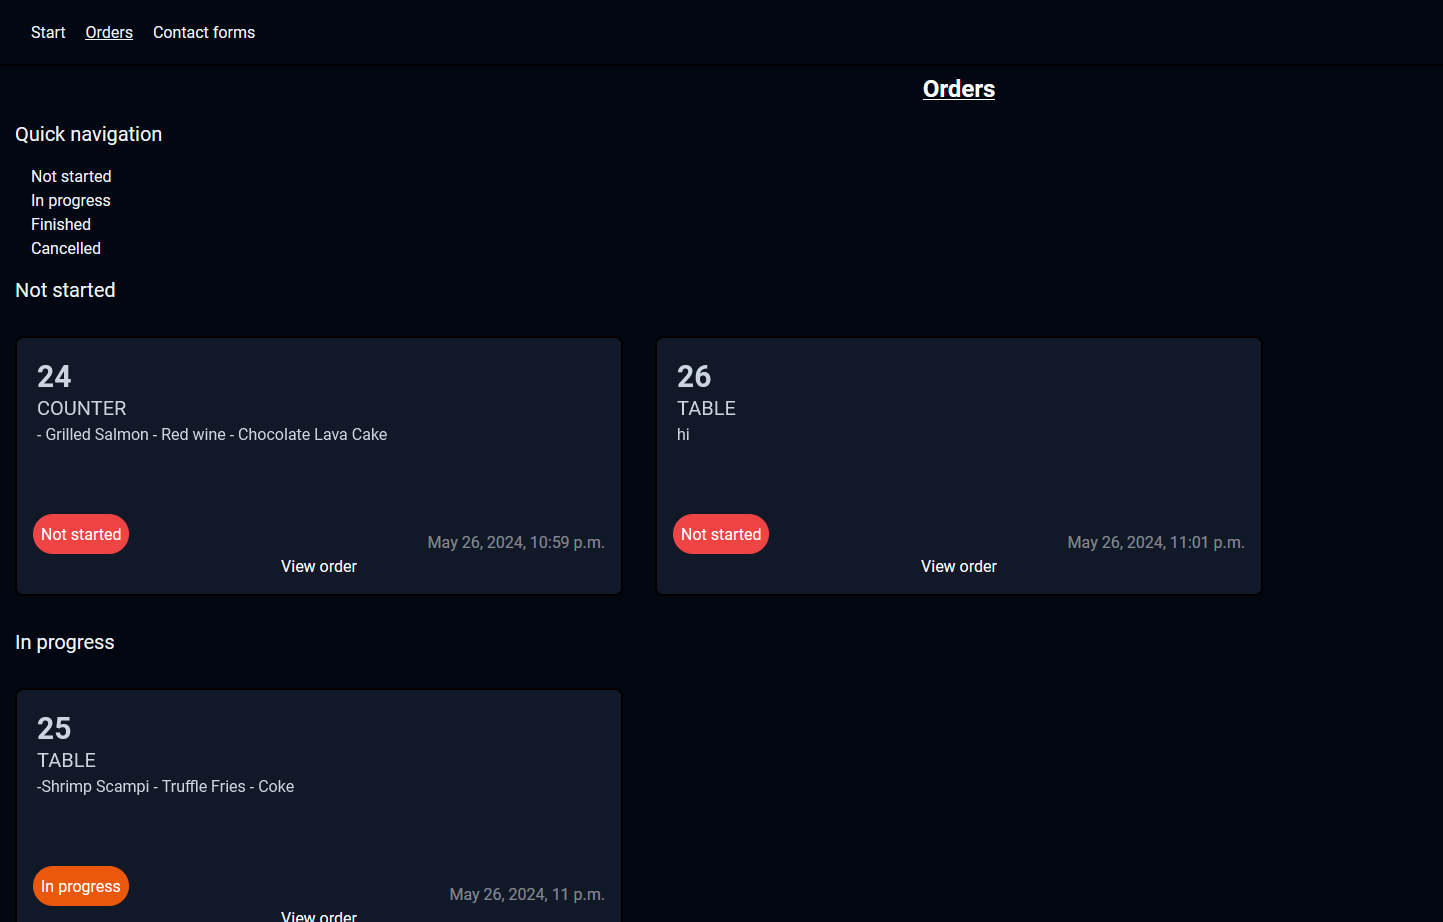 Start Orders Contact forms
Orders
Quick navigation
Not started
In progress
Finished
Cancelled
Not started
24
COUNTER
- Grilled Salmon - Red wine - Chocolate Lava Cake
Not started
May 26, 2024, 10:59 p.m.
View order
26
TABLE
hi
Not started
May 26, 2024, 11:01 p.m.
View order
In progress
25
TABLE
-Shrimp Scampi - Truffle Fries - Coke
In progress
May 26, 2024, 11 p.m.
View order